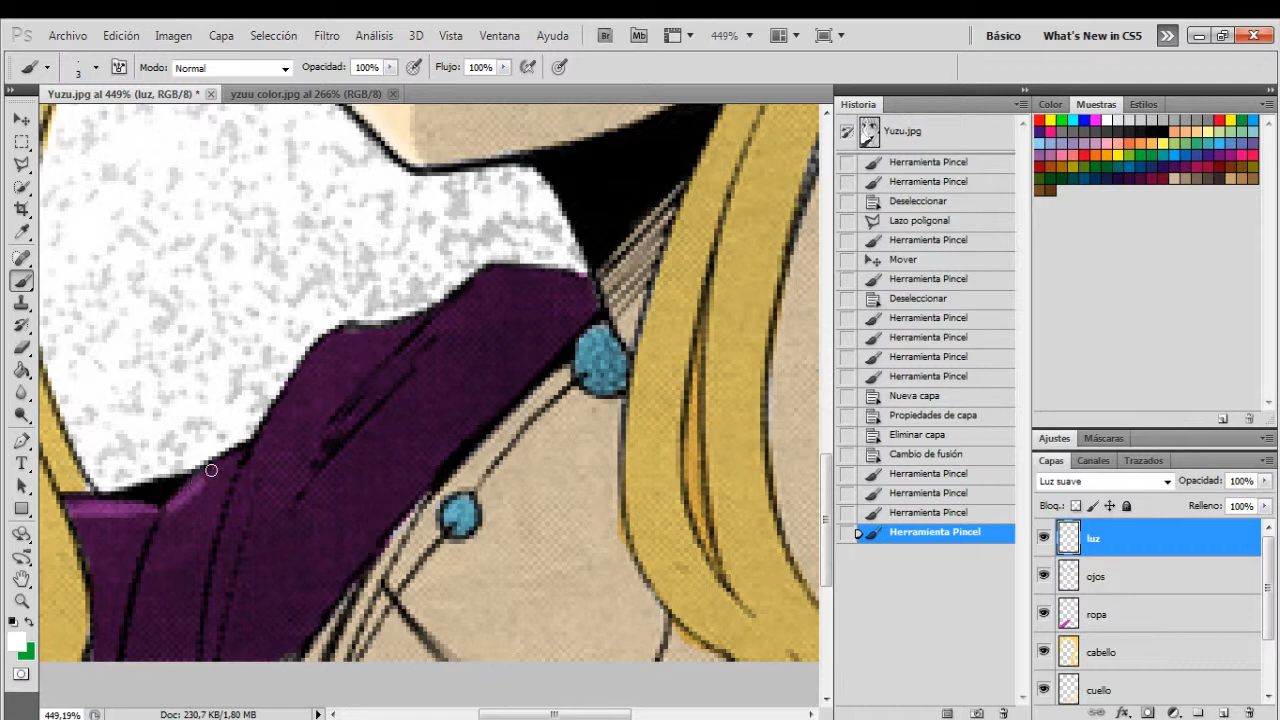 Ps Archivo Edición Imagen Capa Selección Filtro Análisis 3D Vista Ventana Ayuda Br Mb 449% Básico What's New in CS5 >>
3 Modo: Normal Opacidad: 100% Flujo: 100%
Yuzu.jpg al 449% (luz, RGB/8) * x yzuu color.jpg al 266% (RGB/8) x
Historia
Yuzu.jpg
Herramienta Pincel
Herramienta Pincel
Deseleccionar
Lazo poligonal
Herramienta Pincel
Mover
Herramienta Pincel
Deseleccionar
Herramienta Pincel
Herramienta Pincel
Herramienta Pincel
Herramienta Pincel
Nueva capa
Propiedades de capa
Eliminar capa
Cambio de fusión
Herramienta Pincel
Herramienta Pincel
Herramienta Pincel
Herramienta Pincel
Color Muestras Estilos
Ajustes Máscaras
Capas Canales Trazados
Luz suave Opacidad: 100%
Bloq.: Relleno: 100%
luz
ojos
ropa
cabello
cuello
449,19% Doc: 230,7 KB/1,80 MB